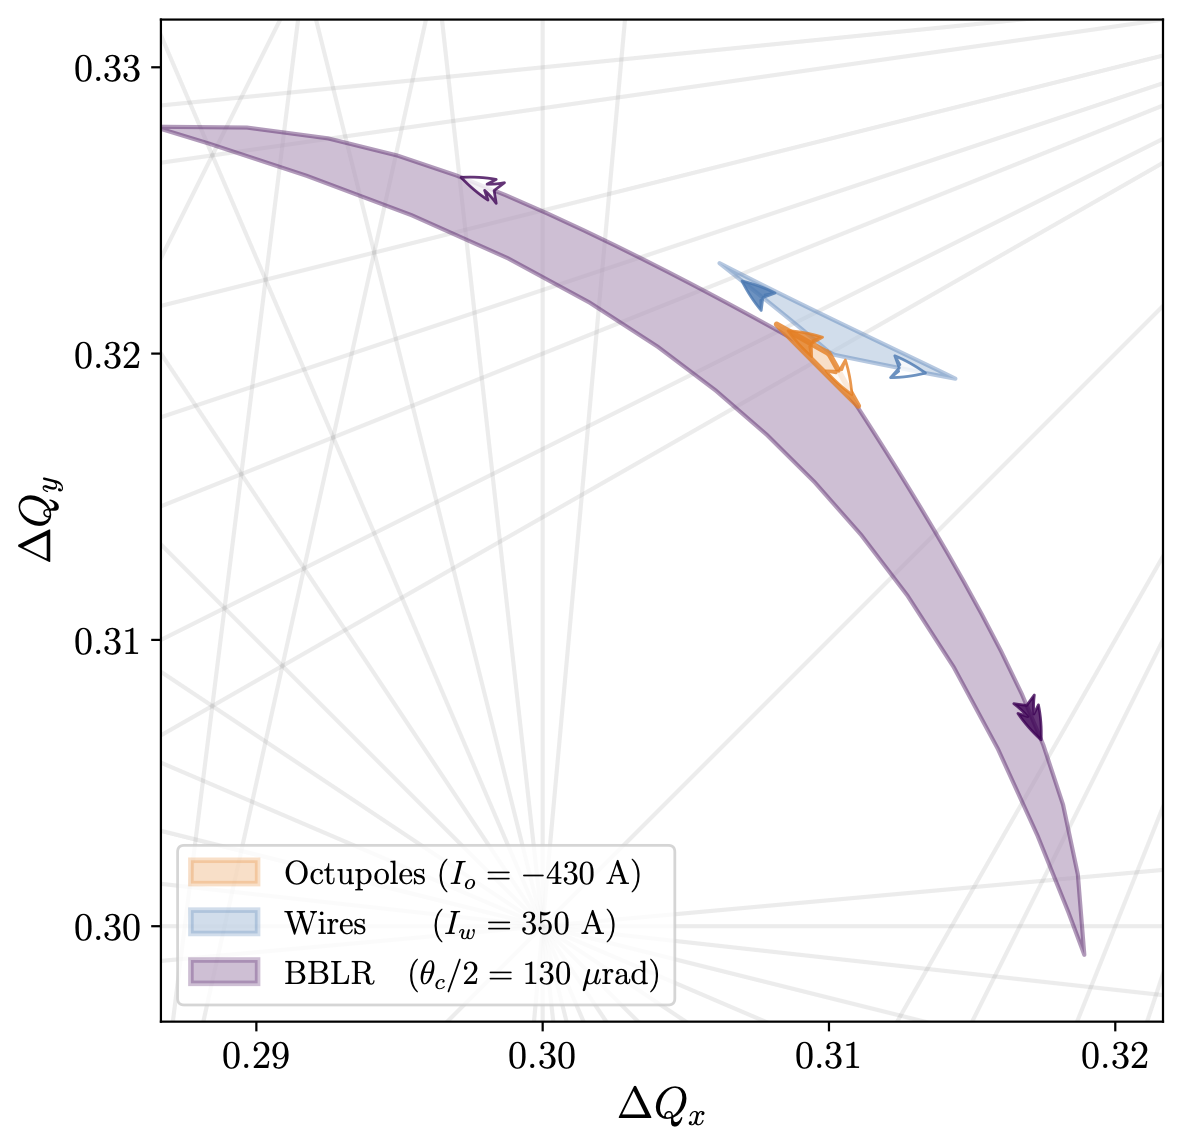 0.33
0.32
0.31
0.30
ΔQ_y
Octupoles (I_o = −430 A)
Wires (I_w = 350 A)
BBLR (θ_c/2 = 130 μrad)
0.29 0.30 0.31 0.32
ΔQ_x